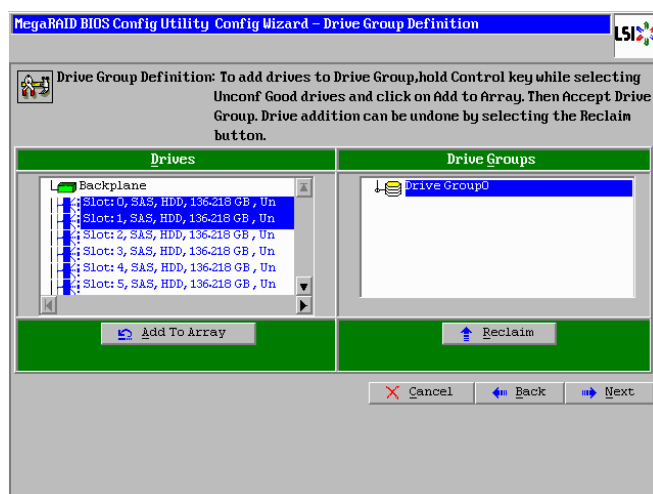 MegaRAID BIOS Config Utility Config Wizard – Drive Group Definition
LSI
Drive Group Definition: To add drives to Drive Group,hold Control key while selecting
Unconf Good drives and click on Add to Array. Then Accept Drive
Group. Drive addition can be undone by selecting the Reclaim
button.
Drives
Drive Groups
Backplane
Slot: 0, SAS, HDD, 136.218 GB , Un
Slot: 1, SAS, HDD, 136.218 GB , Un
Slot: 2, SAS, HDD, 136.218 GB , Un
Slot: 3, SAS, HDD, 136.218 GB , Un
Slot: 4, SAS, HDD, 136.218 GB , Un
Slot: 5, SAS, HDD, 136.218 GB , Un
Drive Group0
Add To Array
Reclaim
Cancel
Back
Next